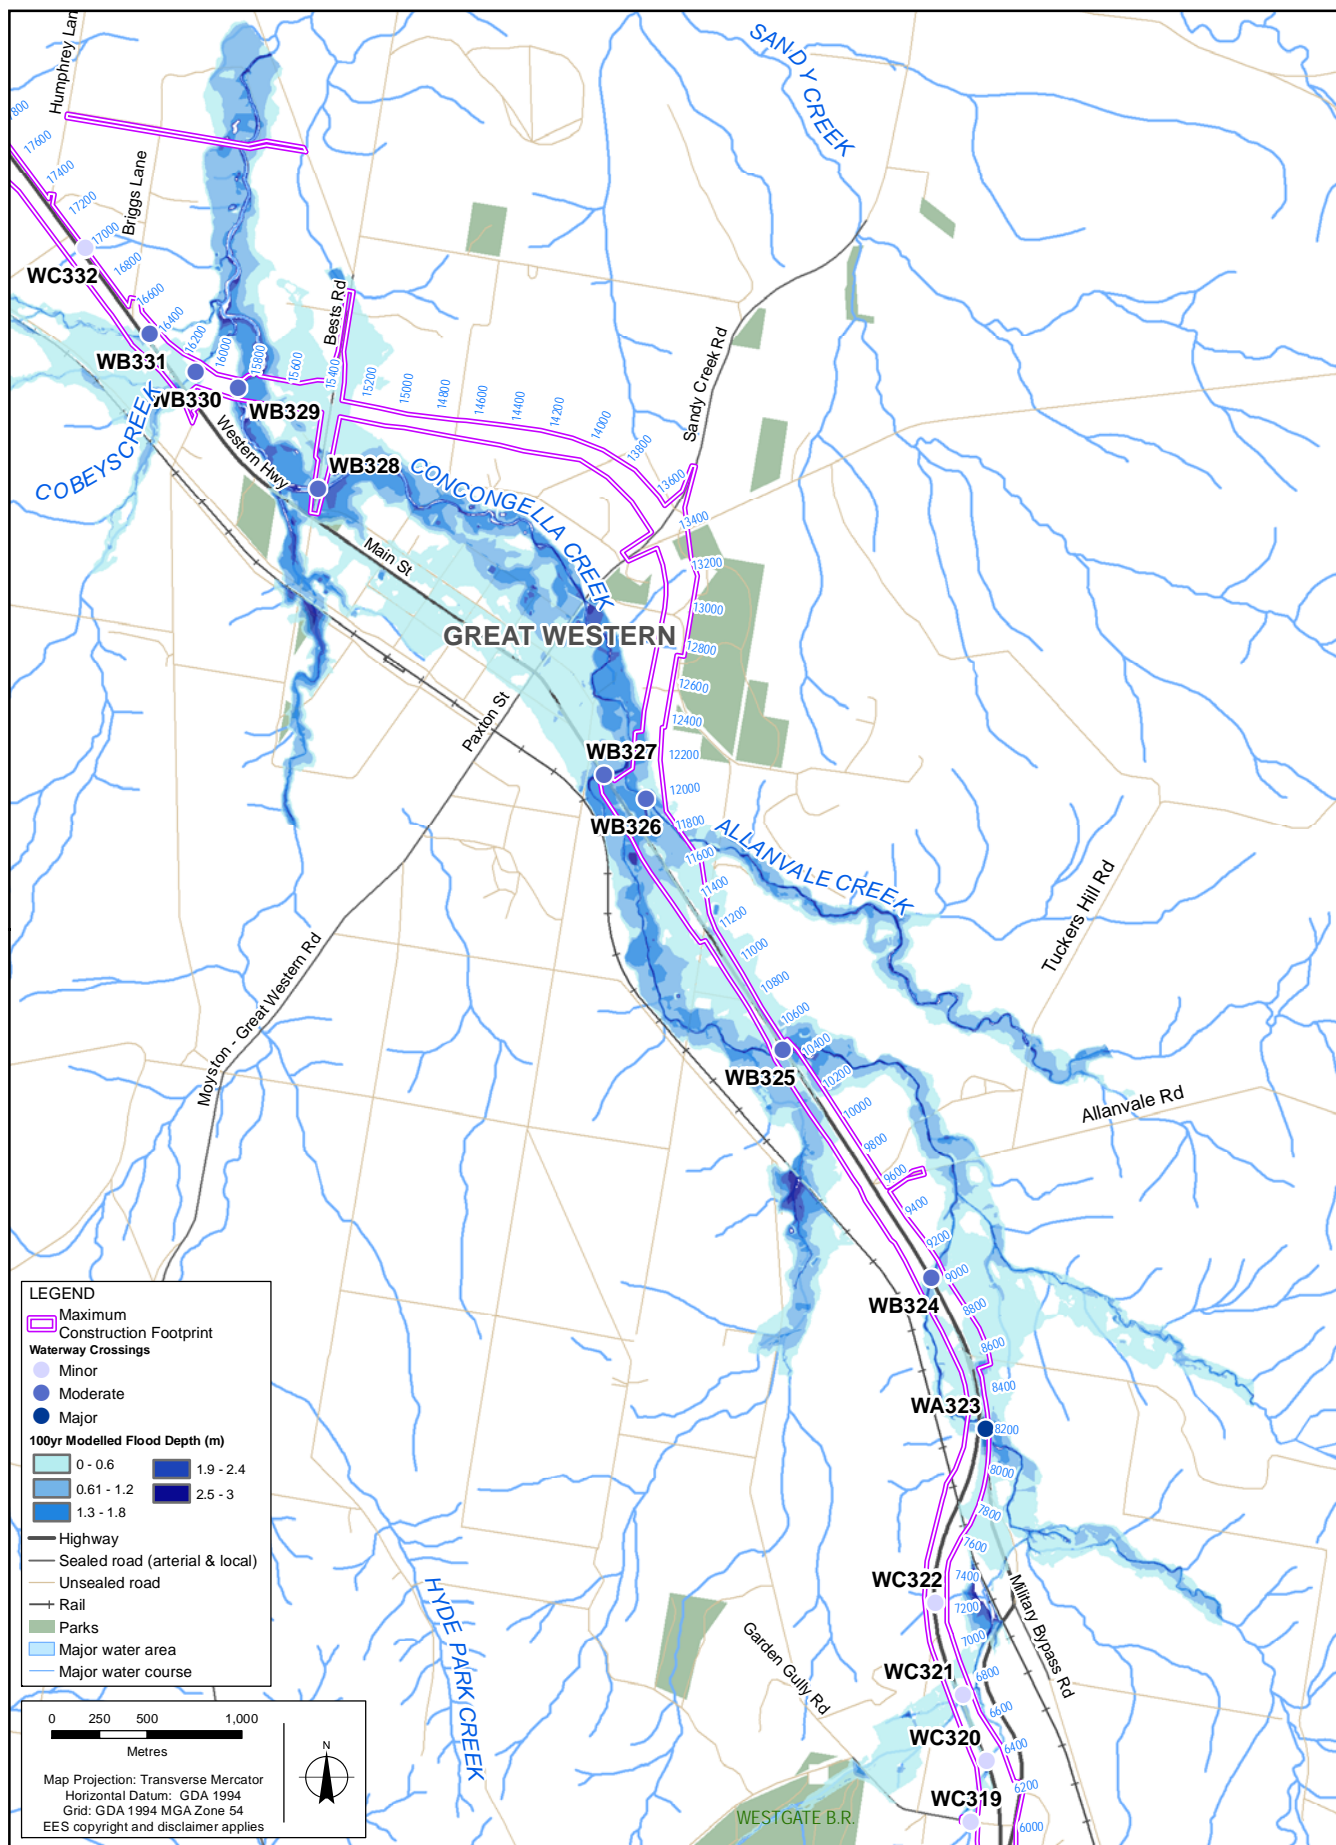 Humphrey Lan
SANDY CREEK
17800
17600
17400
17200
17000
16800
16600
16400
16200
16000
15800
15600
15400
15200
15000
14800
14600
14400
14200
14000
13800
13600
13400
13200
13000
12800
12600
12400
12200
12000
11800
11600
11400
11200
11000
10800
10600
10400
10200
10000
9800
9600
9400
9200
9000
8800
8600
8400
8200
8000
7800
7600
7400
7200
7000
6800
6600
6400
6200
6000
Briggs Lane
WC332
Bests Rd
Sandy Creek Rd
WB331
WB330
WB329
COBEYSCREEK
Western Hwy
WB328
CONCONGELLA CREEK
Main St
GREAT WESTERN
Paxton St
WB327
WB326
ALLANVALE CREEK
Tuckers Hill Rd
Moyston - Great Western Rd
WB325
Allanvale Rd
WB324
WA323
WC322
Military Bypass Rd
WC321
Garden Gully Rd
WC320
WC319
HYDE PARK CREEK
WESTGATE B.R.
LEGEND
Maximum
Construction Footprint
Waterway Crossings
Minor
Moderate
Major
100yr Modelled Flood Depth (m)
0 - 0.6
0.61 - 1.2
1.3 - 1.8
1.9 - 2.4
2.5 - 3
Highway
Sealed road (arterial & local)
Unsealed road
Rail
Parks
Major water area
Major water course
0 250 500 1,000
Metres
N
Map Projection: Transverse Mercator
Horizontal Datum: GDA 1994
Grid: GDA 1994 MGA Zone 54
EES copyright and disclaimer applies